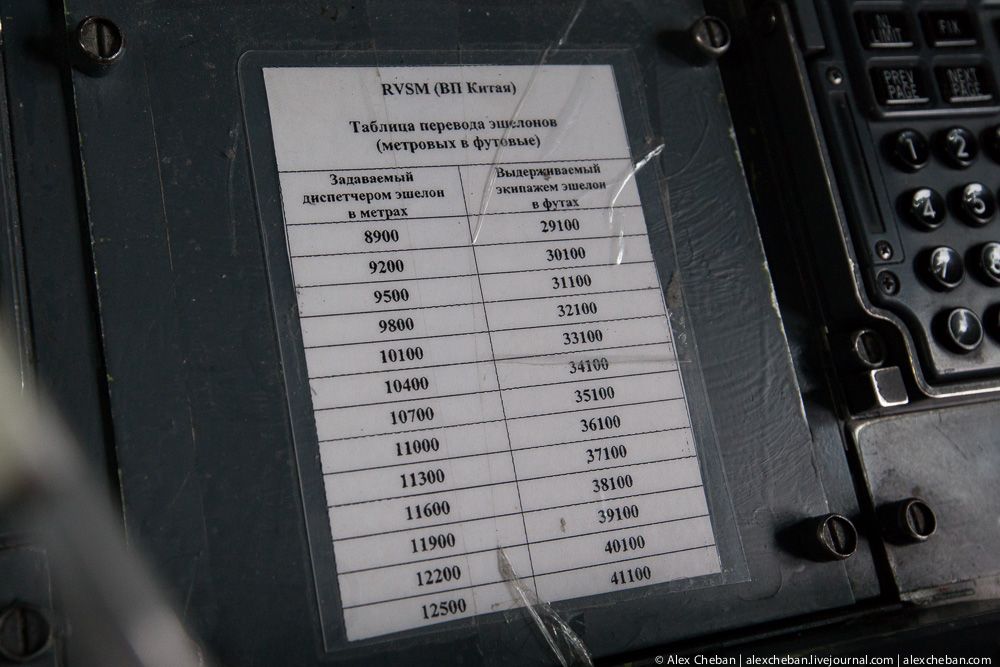 RVSM (ВП Китая)
Таблица перевода эшелонов
(метровых в футовые)
Задаваемый
диспетчером эшелон
в метрах
Выдерживаемый
экипажем эшелон
в футах
8900 29100
9200 30100
9500 31100
9800 32100
10100 33100
10400 34100
10700 35100
11000 36100
11300 37100
11600 38100
11900 39100
12200 40100
12500 41100
N1
LIMIT
FIX
PREV
PAGE
NEXT
PAGE
1 2
4 5
7
© Alex Cheban | alexcheban.livejournal.com | alexcheban.com